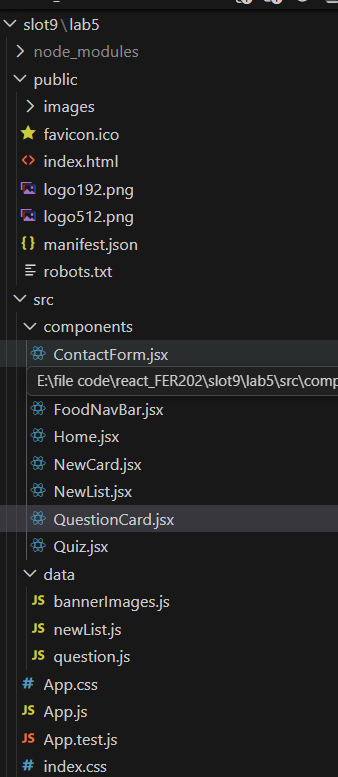 slot9\lab5
node_modules
public
images
favicon.ico
index.html
logo192.png
logo512.png
manifest.json
robots.txt
src
components
ContactForm.jsx
E:\file code\react_FER202\slot9\lab5\src\comp
FoodNavBar.jsx
Home.jsx
NewCard.jsx
NewList.jsx
QuestionCard.jsx
Quiz.jsx
data
JS bannerImages.js
JS newList.js
JS question.js
# App.css
JS App.js
JS App.test.js
# index.css